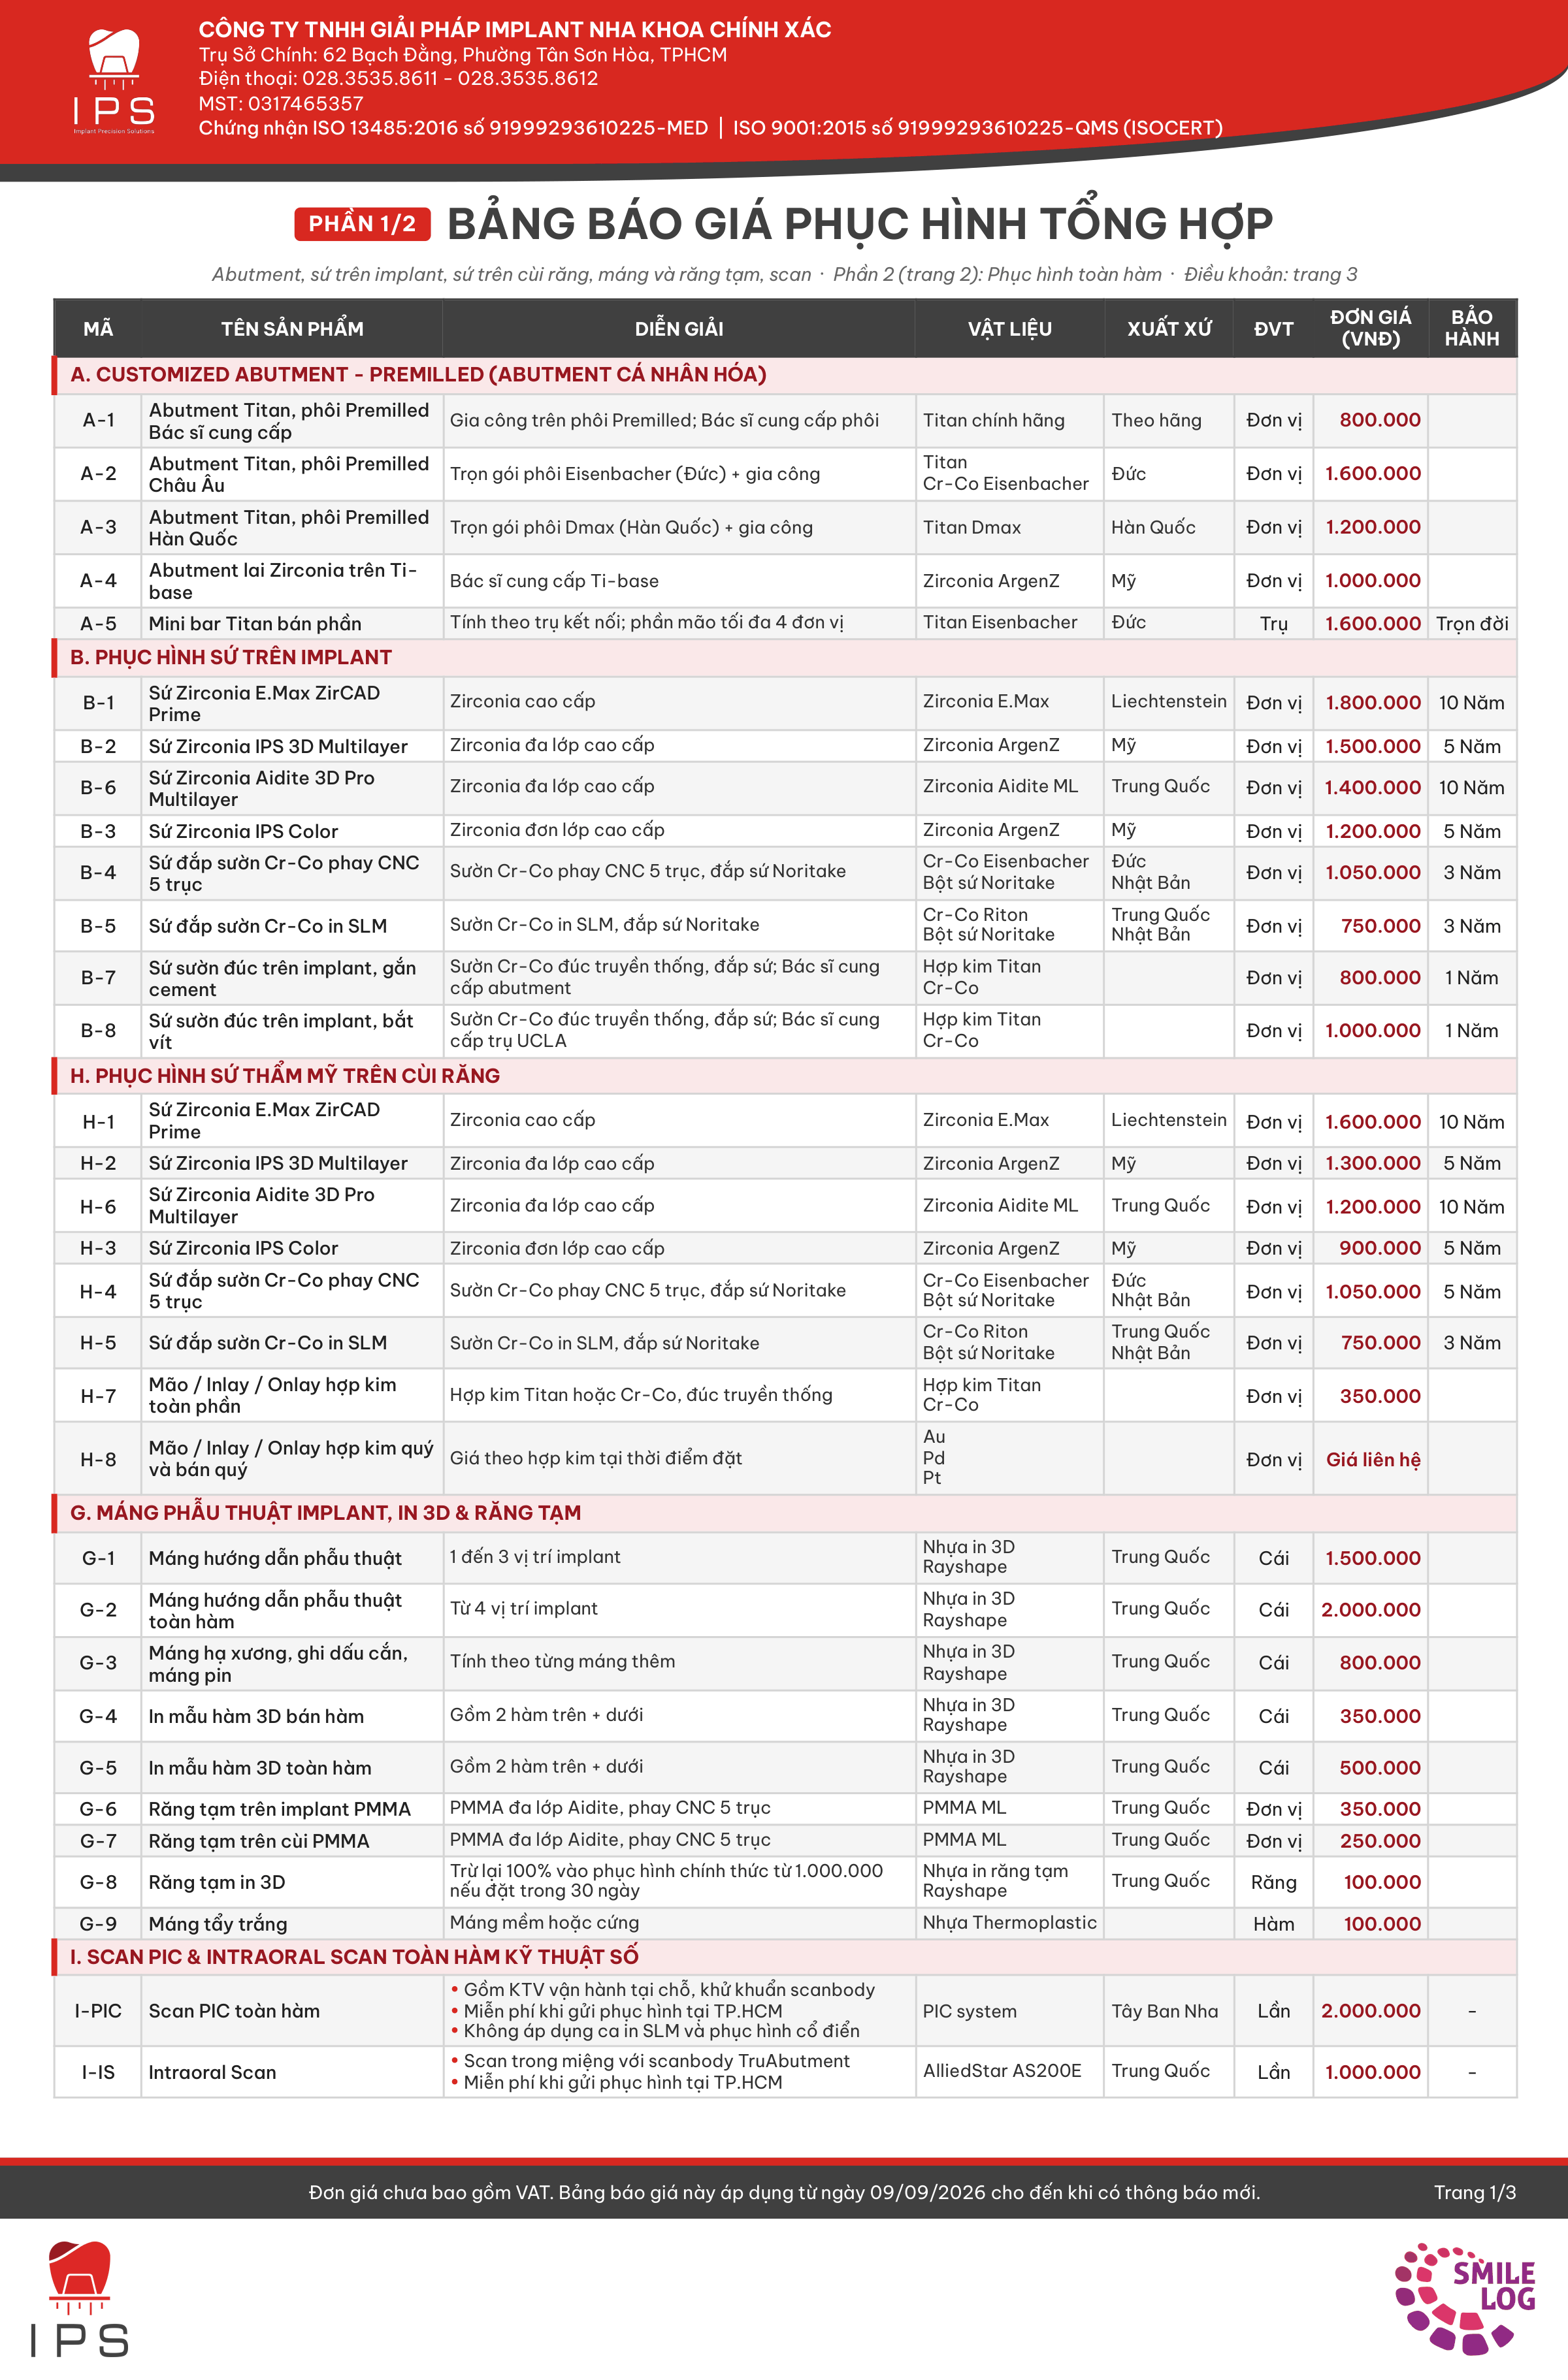 CÔNG TY TNHH GIẢI PHÁP IMPLANT NHA KHOA CHÍNH XÁC
Trụ Sở Chính: 62 Bạch Đằng, Phường Tân Sơn Hòa, TPHCM
Điện thoại: 028.3535.8611 - 028.3535.8612
MST: 0317465357
Chứng nhận ISO 13485:2016 số 91999293610225-MED | ISO 9001:2015 số 91999293610225-QMS (ISOCERT)
IPS
Implant Precision Solutions
PHẦN 1/2 BẢNG BÁO GIÁ PHỤC HÌNH TỔNG HỢP
Abutment, sứ trên implant, sứ trên cùi răng, máng và răng tạm, scan · Phần 2 (trang 2): Phục hình toàn hàm · Điều khoản: trang 3
MÃ TÊN SẢN PHẨM DIỄN GIẢI VẬT LIỆU XUẤT XỨ ĐVT ĐƠN GIÁ (VNĐ) BẢO HÀNH
A. CUSTOMIZED ABUTMENT - PREMILLED (ABUTMENT CÁ NHÂN HÓA)
A-1 Abutment Titan, phôi Premilled Bác sĩ cung cấp Gia công trên phôi Premilled; Bác sĩ cung cấp phôi Titan chính hãng Theo hãng Đơn vị 800.000
A-2 Abutment Titan, phôi Premilled Châu Âu Trọn gói phôi Eisenbacher (Đức) + gia công Titan Cr-Co Eisenbacher Đức Đơn vị 1.600.000
A-3 Abutment Titan, phôi Premilled Hàn Quốc Trọn gói phôi Dmax (Hàn Quốc) + gia công Titan Dmax Hàn Quốc Đơn vị 1.200.000
A-4 Abutment lai Zirconia trên Ti-base Bác sĩ cung cấp Ti-base Zirconia ArgenZ Mỹ Đơn vị 1.000.000
A-5 Mini bar Titan bán phần Tính theo trụ kết nối; phần mão tối đa 4 đơn vị Titan Eisenbacher Đức Trụ 1.600.000 Trọn đời
B. PHỤC HÌNH SỨ TRÊN IMPLANT
B-1 Sứ Zirconia E.Max ZirCAD Prime Zirconia cao cấp Zirconia E.Max Liechtenstein Đơn vị 1.800.000 10 Năm
B-2 Sứ Zirconia IPS 3D Multilayer Zirconia đa lớp cao cấp Zirconia ArgenZ Mỹ Đơn vị 1.500.000 5 Năm
B-6 Sứ Zirconia Aidite 3D Pro Multilayer Zirconia đa lớp cao cấp Zirconia Aidite ML Trung Quốc Đơn vị 1.400.000 10 Năm
B-3 Sứ Zirconia IPS Color Zirconia đơn lớp cao cấp Zirconia ArgenZ Mỹ Đơn vị 1.200.000 5 Năm
B-4 Sứ đắp sườn Cr-Co phay CNC 5 trục Sườn Cr-Co phay CNC 5 trục, đắp sứ Noritake Cr-Co Eisenbacher Bột sứ Noritake Đức Nhật Bản Đơn vị 1.050.000 3 Năm
B-5 Sứ đắp sườn Cr-Co in SLM Sườn Cr-Co in SLM, đắp sứ Noritake Cr-Co Riton Bột sứ Noritake Trung Quốc Nhật Bản Đơn vị 750.000 3 Năm
B-7 Sứ sườn đúc trên implant, gắn cement Sườn Cr-Co đúc truyền thống, đắp sứ; Bác sĩ cung cấp abutment Hợp kim Titan Cr-Co Đơn vị 800.000 1 Năm
B-8 Sứ sườn đúc trên implant, bắt vít Sườn Cr-Co đúc truyền thống, đắp sứ; Bác sĩ cung cấp trụ UCLA Hợp kim Titan Cr-Co Đơn vị 1.000.000 1 Năm
H. PHỤC HÌNH SỨ THẨM MỸ TRÊN CÙI RĂNG
H-1 Sứ Zirconia E.Max ZirCAD Prime Zirconia cao cấp Zirconia E.Max Liechtenstein Đơn vị 1.600.000 10 Năm
H-2 Sứ Zirconia IPS 3D Multilayer Zirconia đa lớp cao cấp Zirconia ArgenZ Mỹ Đơn vị 1.300.000 5 Năm
H-6 Sứ Zirconia Aidite 3D Pro Multilayer Zirconia đa lớp cao cấp Zirconia Aidite ML Trung Quốc Đơn vị 1.200.000 10 Năm
H-3 Sứ Zirconia IPS Color Zirconia đơn lớp cao cấp Zirconia ArgenZ Mỹ Đơn vị 900.000 5 Năm
H-4 Sứ đắp sườn Cr-Co phay CNC 5 trục Sườn Cr-Co phay CNC 5 trục, đắp sứ Noritake Cr-Co Eisenbacher Bột sứ Noritake Đức Nhật Bản Đơn vị 1.050.000 5 Năm
H-5 Sứ đắp sườn Cr-Co in SLM Sườn Cr-Co in SLM, đắp sứ Noritake Cr-Co Riton Bột sứ Noritake Trung Quốc Nhật Bản Đơn vị 750.000 3 Năm
H-7 Mão / Inlay / Onlay hợp kim toàn phần Hợp kim Titan hoặc Cr-Co, đúc truyền thống Hợp kim Titan Cr-Co Đơn vị 350.000
H-8 Mão / Inlay / Onlay hợp kim quý và bán quý Giá theo hợp kim tại thời điểm đặt Au Pd Pt Đơn vị Giá liên hệ
G. MÁNG PHẪU THUẬT IMPLANT, IN 3D & RĂNG TẠM
G-1 Máng hướng dẫn phẫu thuật 1 đến 3 vị trí implant Nhựa in 3D Rayshape Trung Quốc Cái 1.500.000
G-2 Máng hướng dẫn phẫu thuật toàn hàm Từ 4 vị trí implant Nhựa in 3D Rayshape Trung Quốc Cái 2.000.000
G-3 Máng hạ xương, ghi dấu cắn, máng pin Tính theo từng máng thêm Nhựa in 3D Rayshape Trung Quốc Cái 800.000
G-4 In mẫu hàm 3D bán hàm Gồm 2 hàm trên + dưới Nhựa in 3D Rayshape Trung Quốc Cái 350.000
G-5 In mẫu hàm 3D toàn hàm Gồm 2 hàm trên + dưới Nhựa in 3D Rayshape Trung Quốc Cái 500.000
G-6 Răng tạm trên implant PMMA PMMA đa lớp Aidite, phay CNC 5 trục PMMA ML Trung Quốc Đơn vị 350.000
G-7 Răng tạm trên cùi PMMA PMMA đa lớp Aidite, phay CNC 5 trục PMMA ML Trung Quốc Đơn vị 250.000
G-8 Răng tạm in 3D Trừ lại 100% vào phục hình chính thức từ 1.000.000 nếu đặt trong 30 ngày Nhựa in răng tạm Rayshape Trung Quốc Răng 100.000
G-9 Máng tẩy trắng Máng mềm hoặc cứng Nhựa Thermoplastic Hàm 100.000
I. SCAN PIC & INTRAORAL SCAN TOÀN HÀM KỸ THUẬT SỐ
I-PIC Scan PIC toàn hàm • Gồm KTV vận hành tại chỗ, khử khuẩn scanbody • Miễn phí khi gửi phục hình tại TP.HCM • Không áp dụng ca in SLM và phục hình cổ điển PIC system Tây Ban Nha Lần 2.000.000 -
I-IS Intraoral Scan • Scan trong miệng với scanbody TruAbutment • Miễn phí khi gửi phục hình tại TP.HCM AlliedStar AS200E Trung Quốc Lần 1.000.000 -
Đơn giá chưa bao gồm VAT. Bảng báo giá này áp dụng từ ngày 09/09/2026 cho đến khi có thông báo mới.
Trang 1/3
IPS
SMILE
LOG